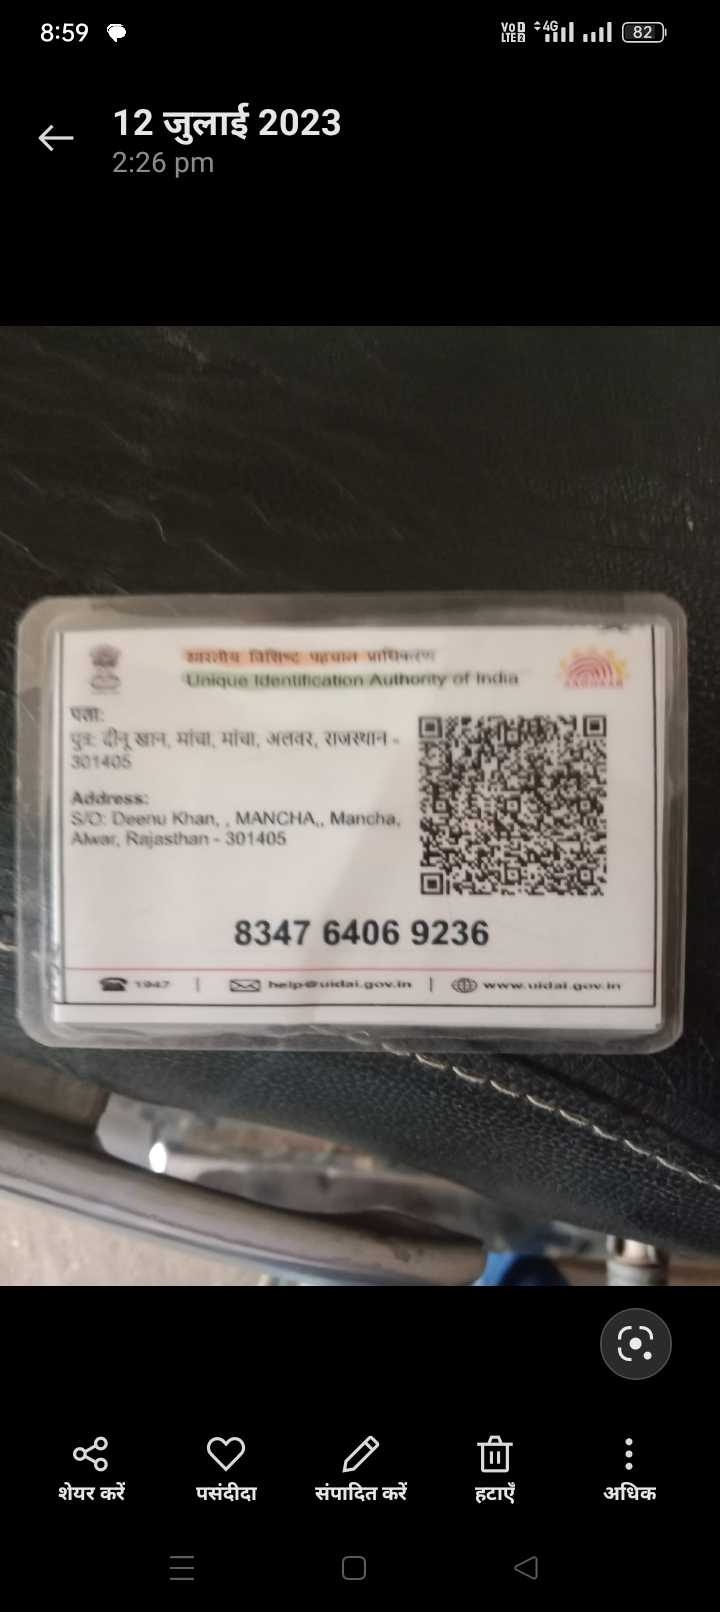 8:59
VoD LTE2 4G 82
12 जुलाई 2023
2:26 pm
भारतीय विशिष्ट पहचान प्राधिकरण
Unique Identification Authority of India
AADHAAR
पता:
पुत्र: दीनू खान, मांचा, मांचा, अलवर, राजस्थान -
301405
Address:
S/O: Deenu Khan, , MANCHA,, Mancha,
Alwar, Rajasthan - 301405
8347 6406 9236
1947 | help@uidai.gov.in | www.uidai.gov.in
शेयर करें पसंदीदा संपादित करें हटाएँ अधिक